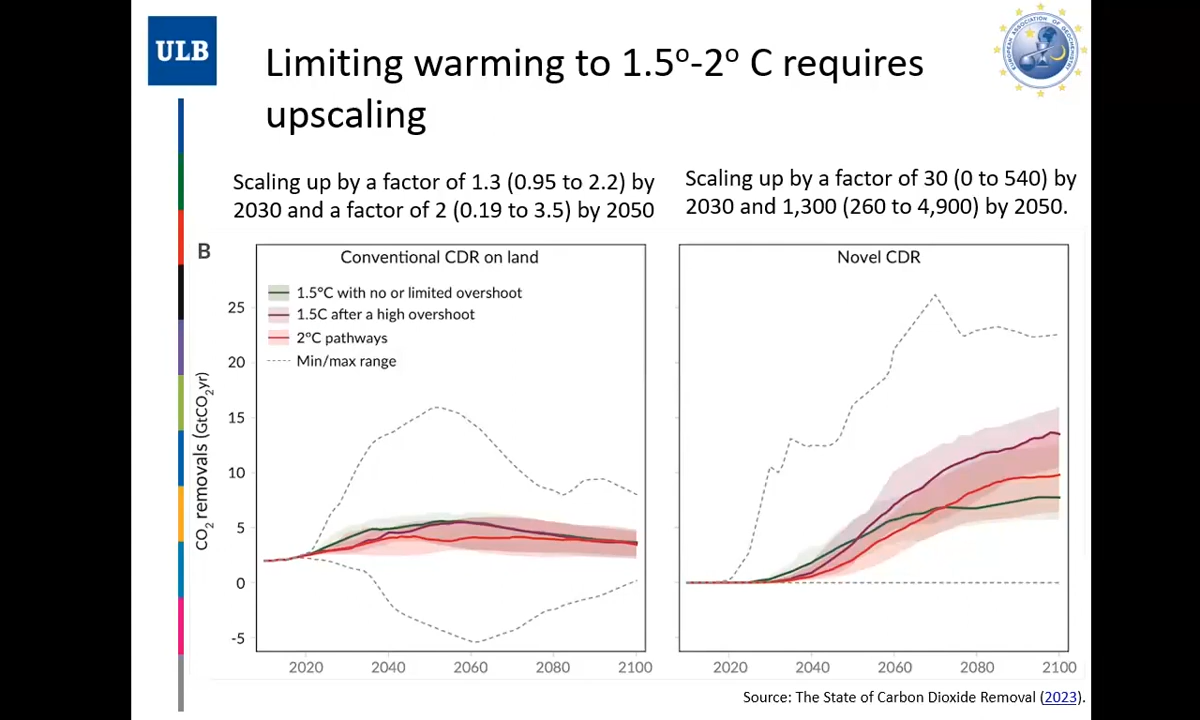 ULB
EUROPEAN ASSOCIATION OF GEOCHEMISTRY
Limiting warming to 1.5º-2º C requires
upscaling
Scaling up by a factor of 1.3 (0.95 to 2.2) by
2030 and a factor of 2 (0.19 to 3.5) by 2050
Scaling up by a factor of 30 (0 to 540) by
2030 and 1,300 (260 to 4,900) by 2050.
B
Conventional CDR on land
1.5°C with no or limited overshoot
1.5C after a high overshoot
2°C pathways
Min/max range
CO₂ removals (GtCO₂yr)
25
20
15
10
5
0
-5
2020 2040 2060 2080 2100
Novel CDR
2020 2040 2060 2080 2100
Source: The State of Carbon Dioxide Removal (2023).